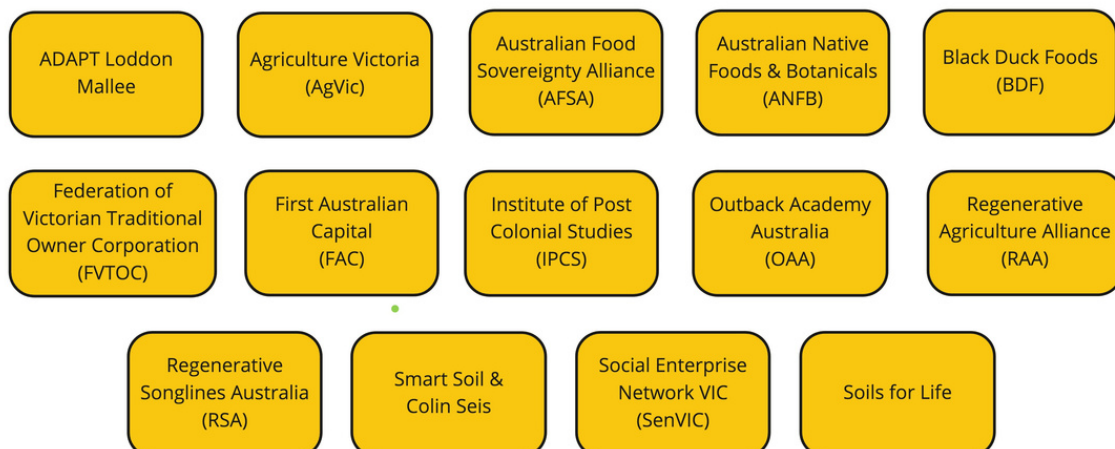 ADAPT Loddon
Mallee
Agriculture Victoria
(AgVic)
Australian Food
Sovereignty Alliance
(AFSA)
Australian Native
Foods & Botanicals
(ANFB)
Black Duck Foods
(BDF)
Federation of
Victorian Traditional
Owner Corporation
(FVTOC)
First Australian
Capital
(FAC)
Institute of Post
Colonial Studies
(IPCS)
Outback Academy
Australia
(OAA)
Regenerative
Agriculture Alliance
(RAA)
Regenerative
Songlines Australia
(RSA)
Smart Soil &
Colin Seis
Social Enterprise
Network VIC
(SenVIC)
Soils for Life